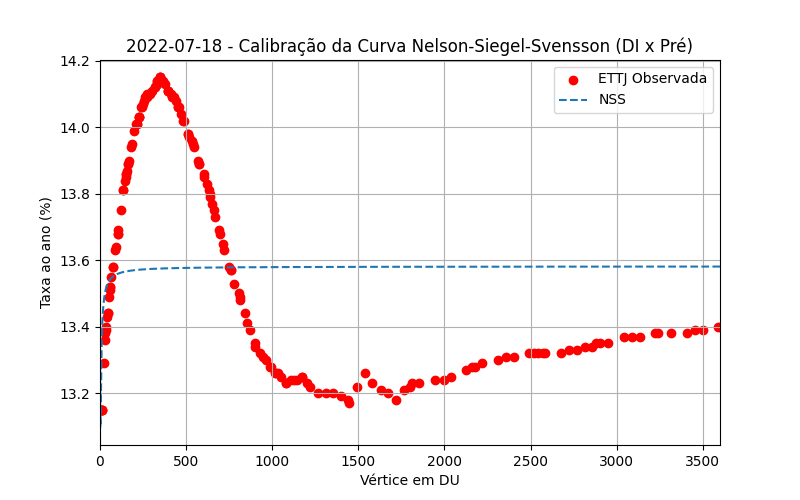 2022-07-18 - Calibração da Curva Nelson-Siegel-Svensson (DI x Pré)
14.2
14.0
13.8
13.6
13.4
13.2
Taxa ao ano (%)
ETTJ Observada
NSS
0 500 1000 1500 2000 2500 3000 3500
Vértice em DU